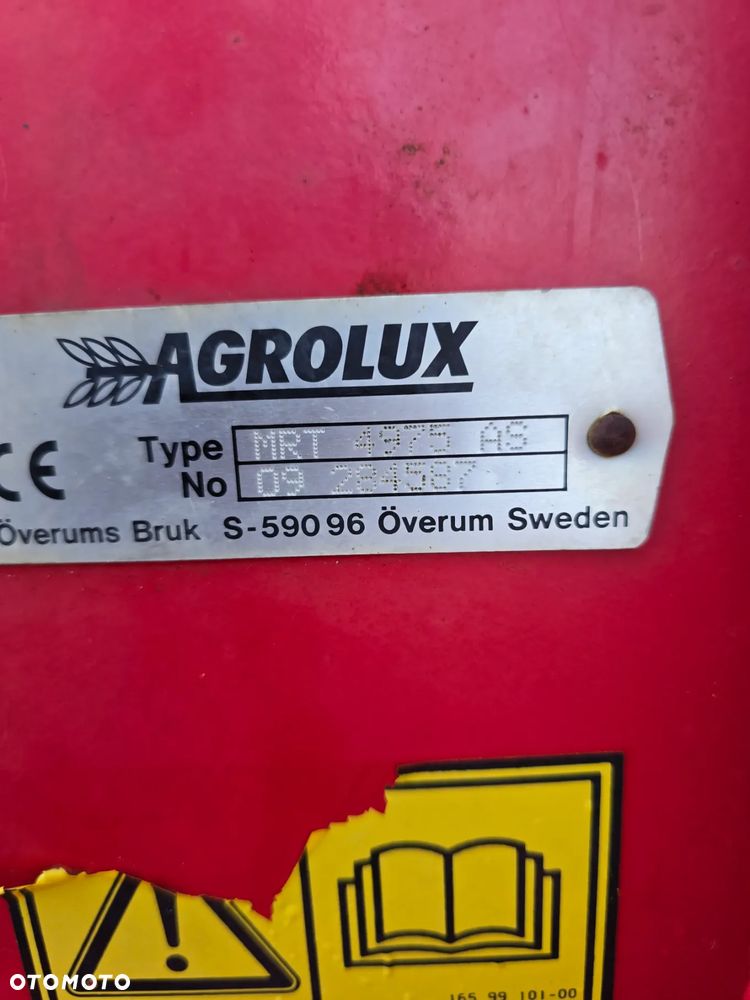 AGROLUX
CE
Type MRT 4975 AS
No 09 284587
Överums Bruk S-590 96 Överum Sweden
165 99 101-00
OTOMOTO